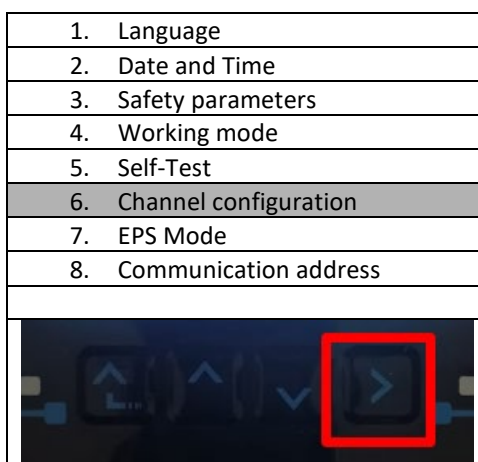 1. Language
2. Date and Time
3. Safety parameters
4. Working mode
5. Self-Test
6. Channel configuration
7. EPS Mode
8. Communication address